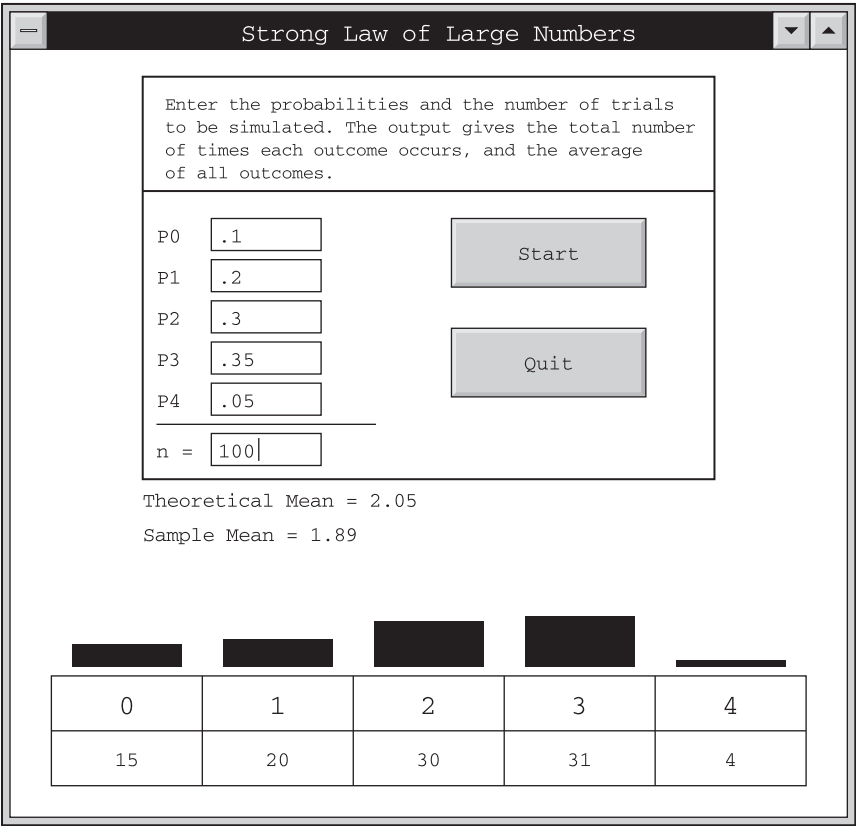 Strong Law of Large Numbers
Enter the probabilities and the number of trials
to be simulated. The output gives the total number
of times each outcome occurs, and the average
of all outcomes.
P0 .1
P1 .2
P2 .3
P3 .35
P4 .05
n = 100
Start
Quit
Theoretical Mean = 2.05
Sample Mean = 1.89
0 1 2 3 4
15 20 30 31 4